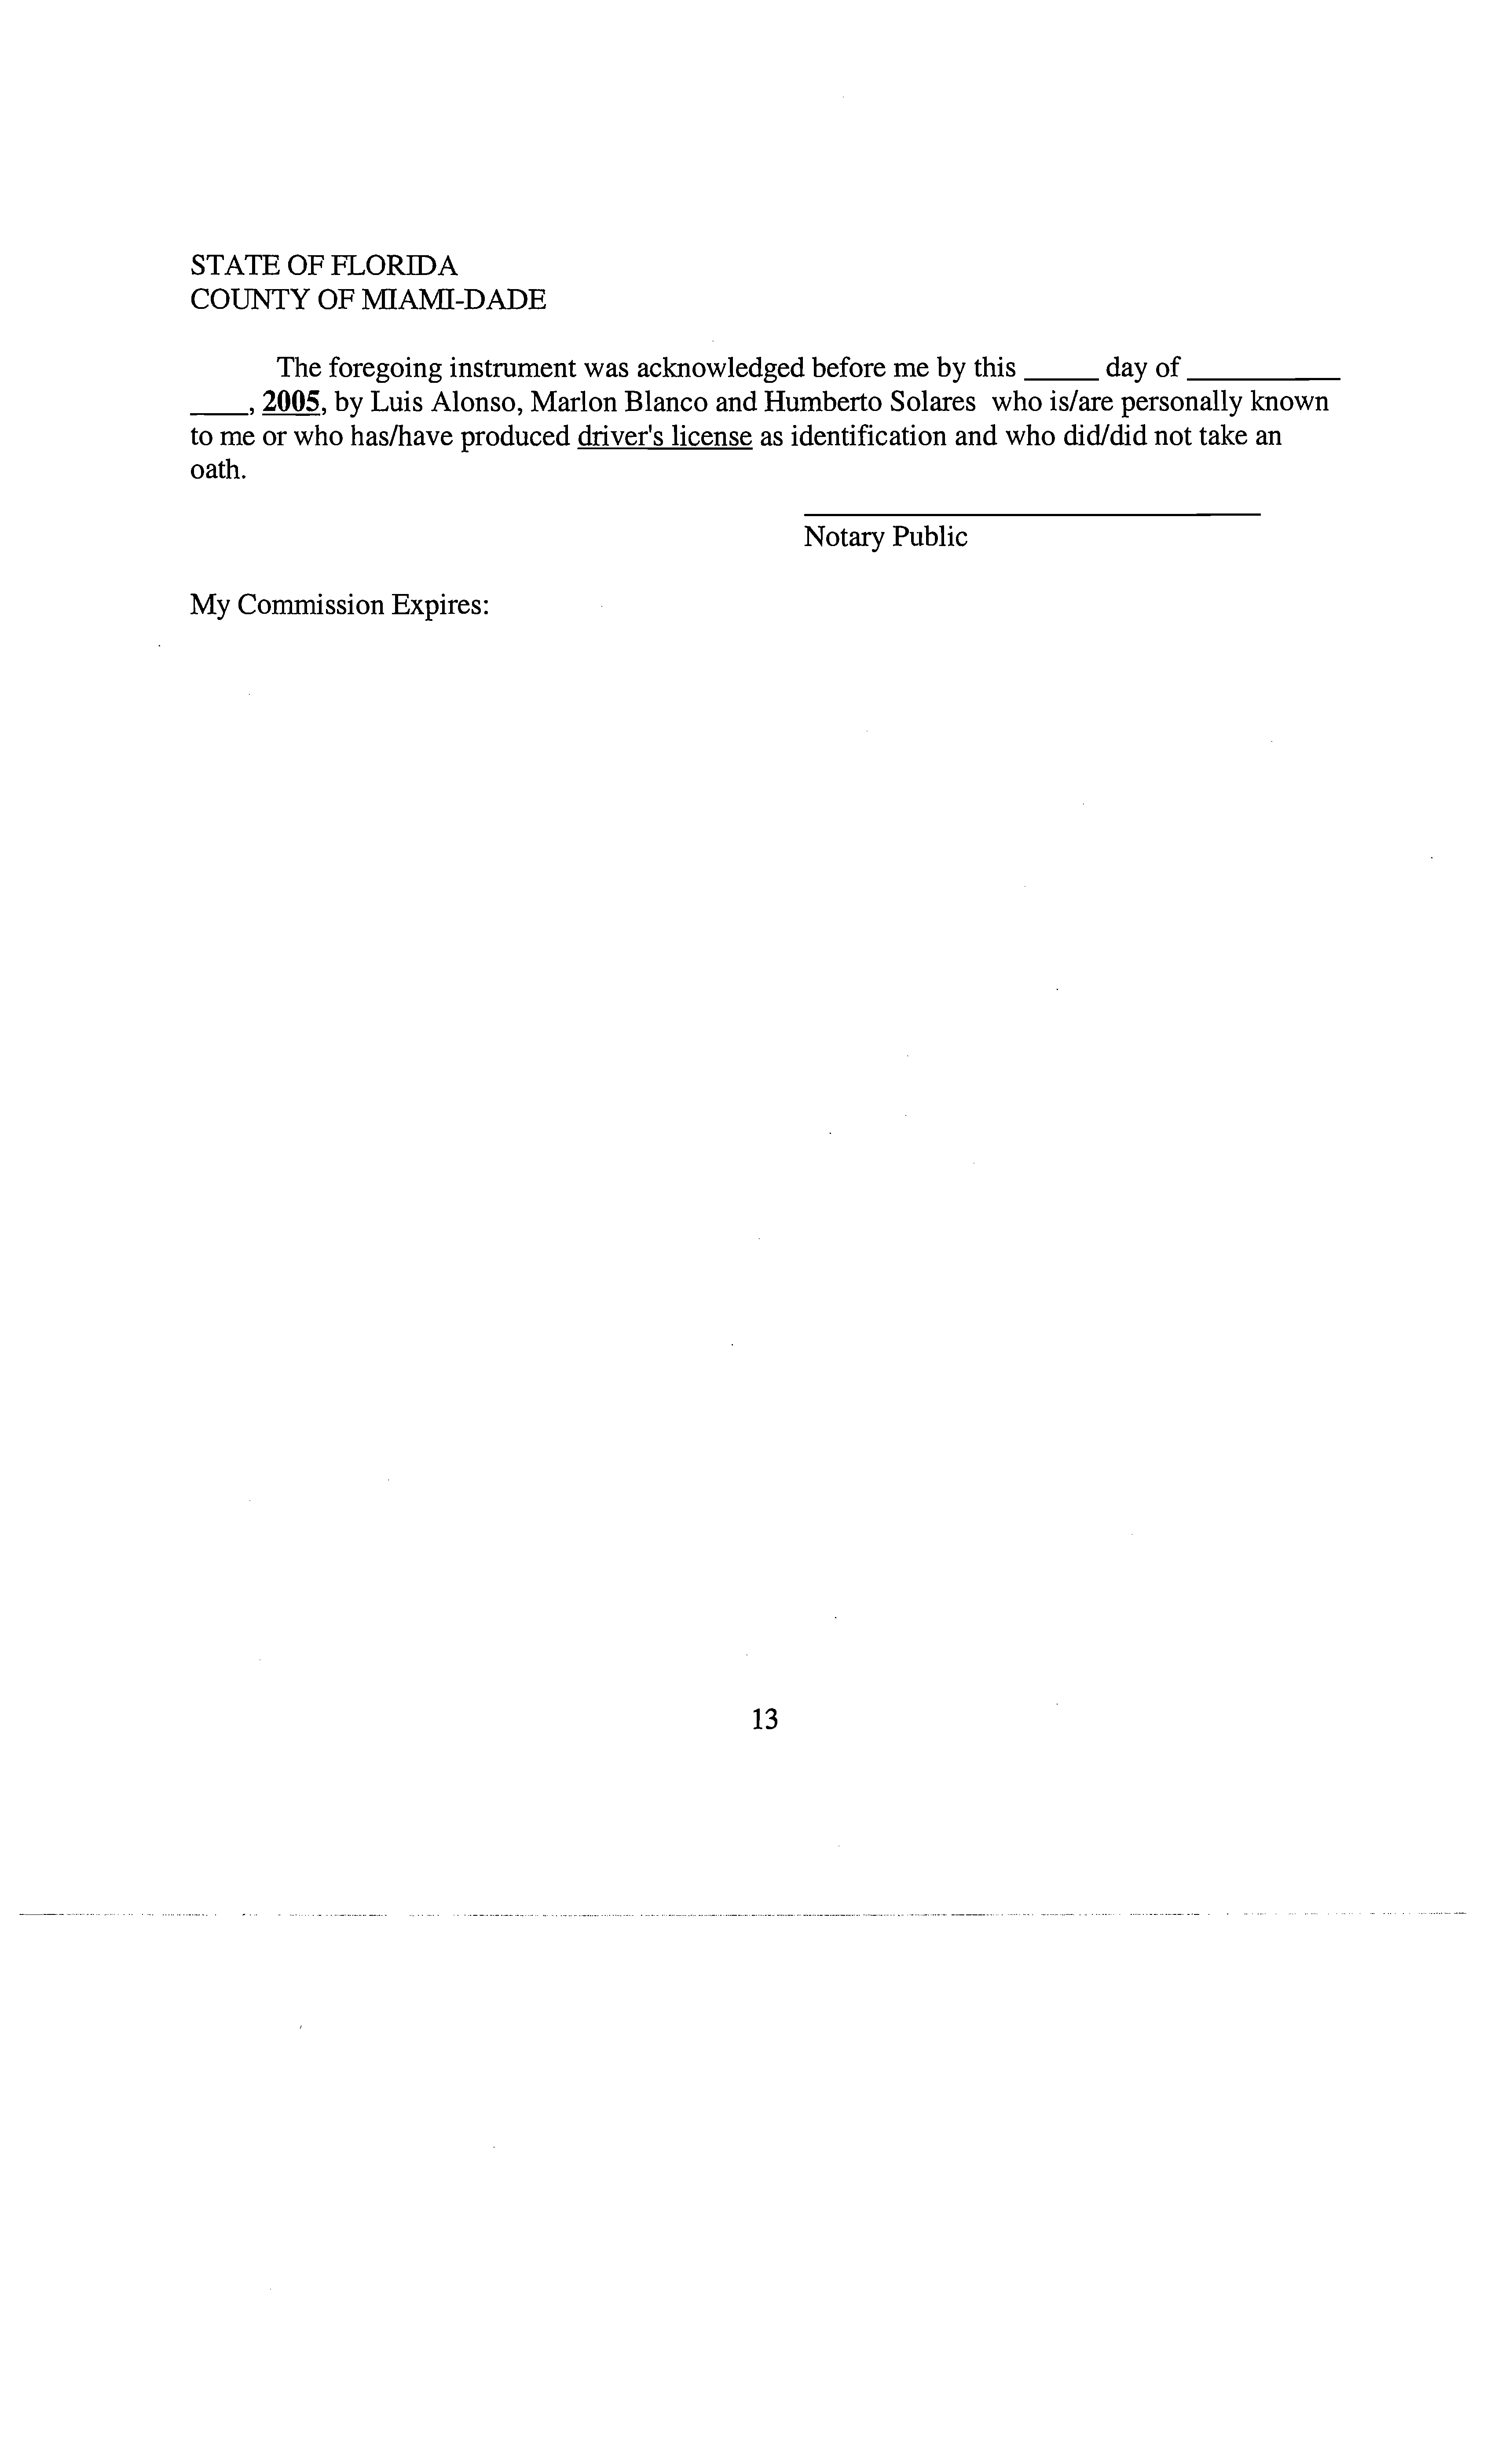 STATE OF FLORIDA
COUNTY OF MIAMI-DADE
The foregoing instrument was acknowledged before me by this _____ day of __________
____, 2005, by Luis Alonso, Marlon Blanco and Humberto Solares who is/are personally known
to me or who has/have produced driver's license as identification and who did/did not take an
oath.
Notary Public
My Commission Expires:
13